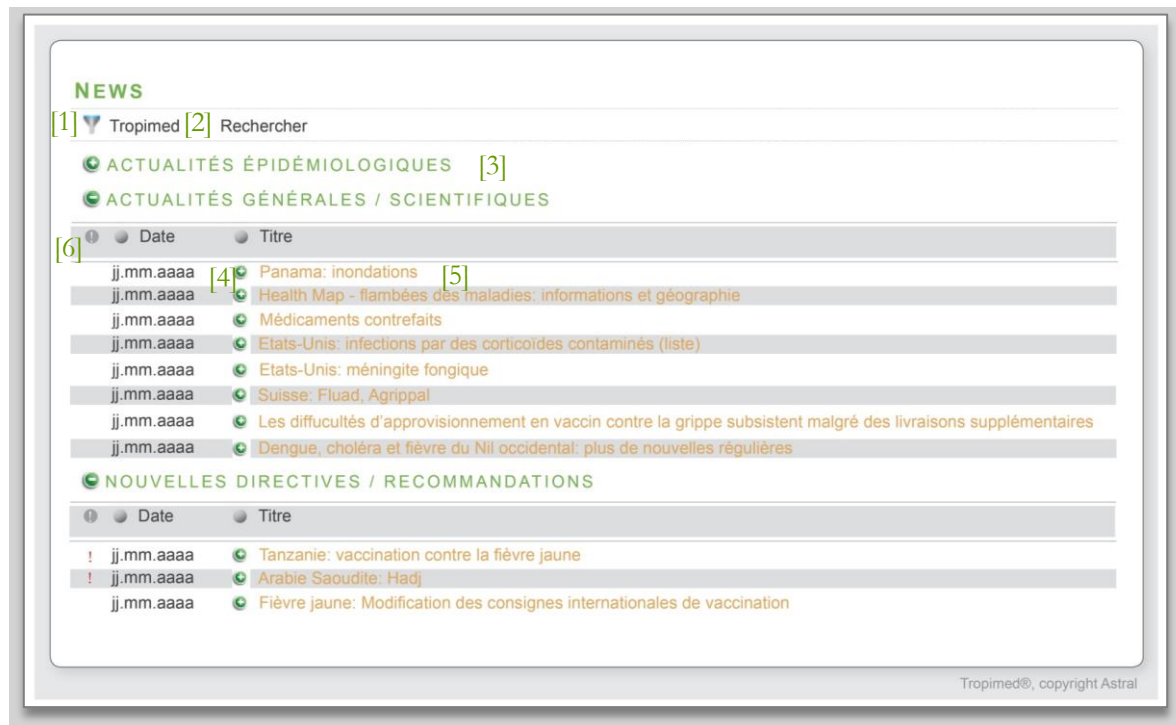 NEWS
[1] Tropimed [2] Rechercher
ACTUALITÉS ÉPIDÉMIOLOGIQUES [3]
ACTUALITÉS GÉNÉRALES / SCIENTIFIQUES
[6] ! Date Titre
jj.mm.aaaa [4] Panama: inondations [5]
jj.mm.aaaa Health Map - flambées des maladies: informations et géographie
jj.mm.aaaa Médicaments contrefaits
jj.mm.aaaa Etats-Unis: infections par des corticoïdes contaminés (liste)
jj.mm.aaaa Etats-Unis: méningite fongique
jj.mm.aaaa Suisse: Fluad, Agrippal
jj.mm.aaaa Les diffucultés d'approvisionnement en vaccin contre la grippe subsistent malgré des livraisons supplémentaires
jj.mm.aaaa Dengue, choléra et fièvre du Nil occidental: plus de nouvelles régulières
NOUVELLES DIRECTIVES / RECOMMANDATIONS
! Date Titre
! jj.mm.aaaa Tanzanie: vaccination contre la fièvre jaune
! jj.mm.aaaa Arabie Saoudite: Hadj
jj.mm.aaaa Fièvre jaune: Modification des consignes internationales de vaccination
Tropimed®, copyright Astral